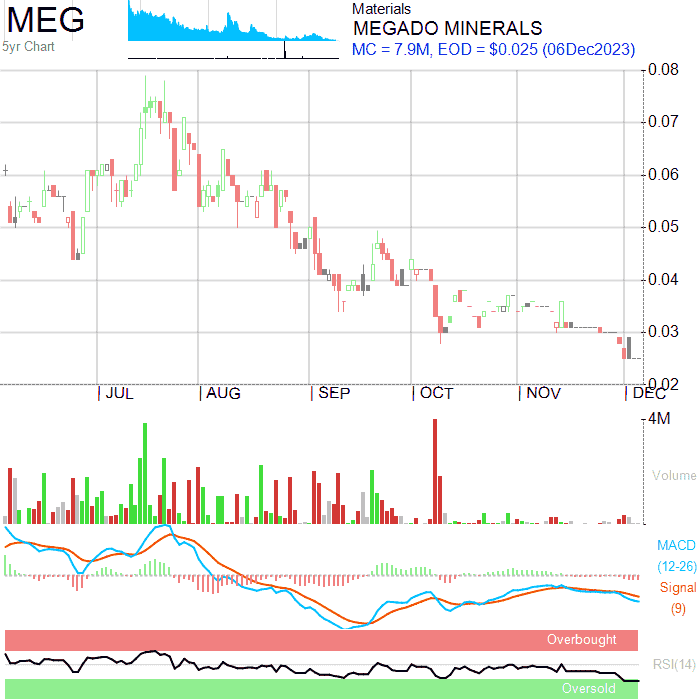 MEG
5yr Chart
Materials
MEGADO MINERALS
MC = 7.9M, EOD = $0.025 (06Dec2023)
0.08
0.07
0.06
0.05
0.04
0.03
0.02
JUL AUG SEP OCT NOV DEC
4M
Volume
MACD
(12-26)
Signal
(9)
Overbought
RSI(14)
Oversold